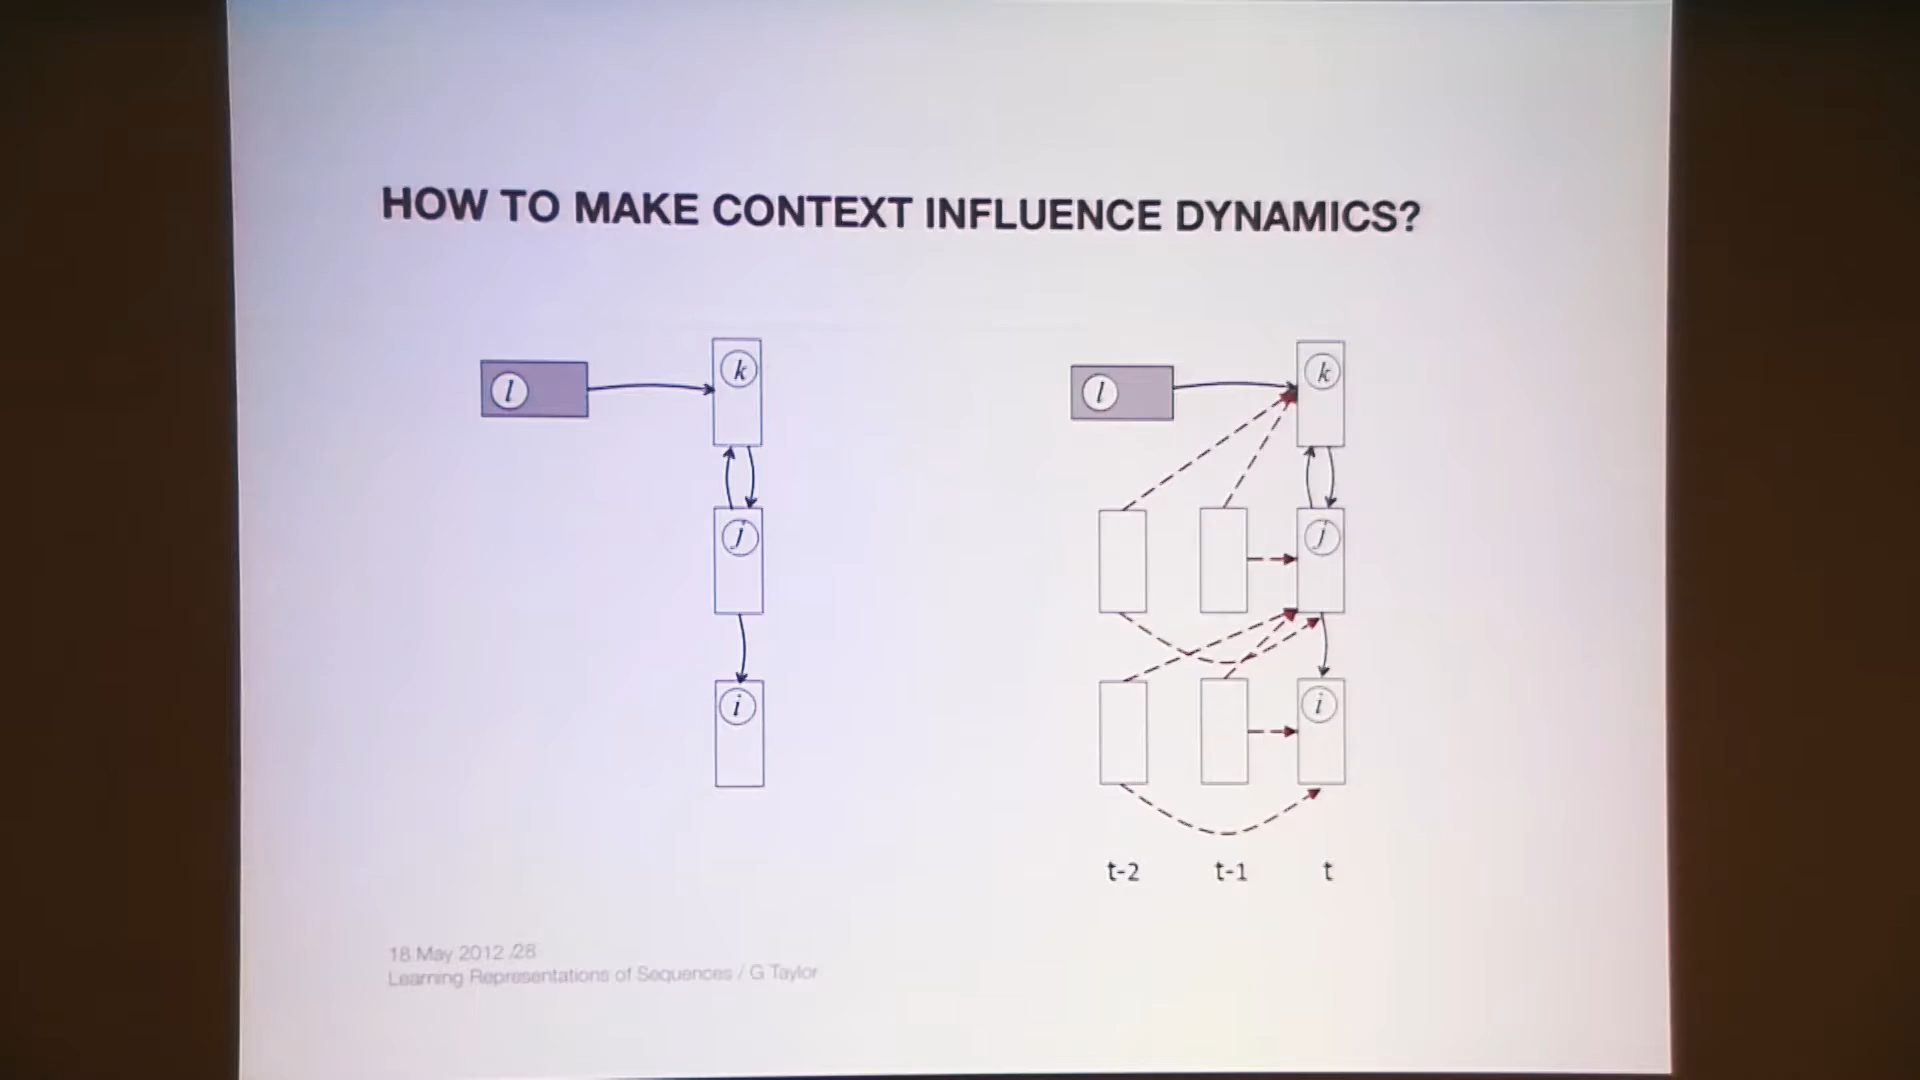 HOW TO MAKE CONTEXT INFLUENCE DYNAMICS?
l
k
l
k
j
j
i
i
t-2 t-1 t
18 May 2012 /28
Learning Representations of Sequences / G Taylor